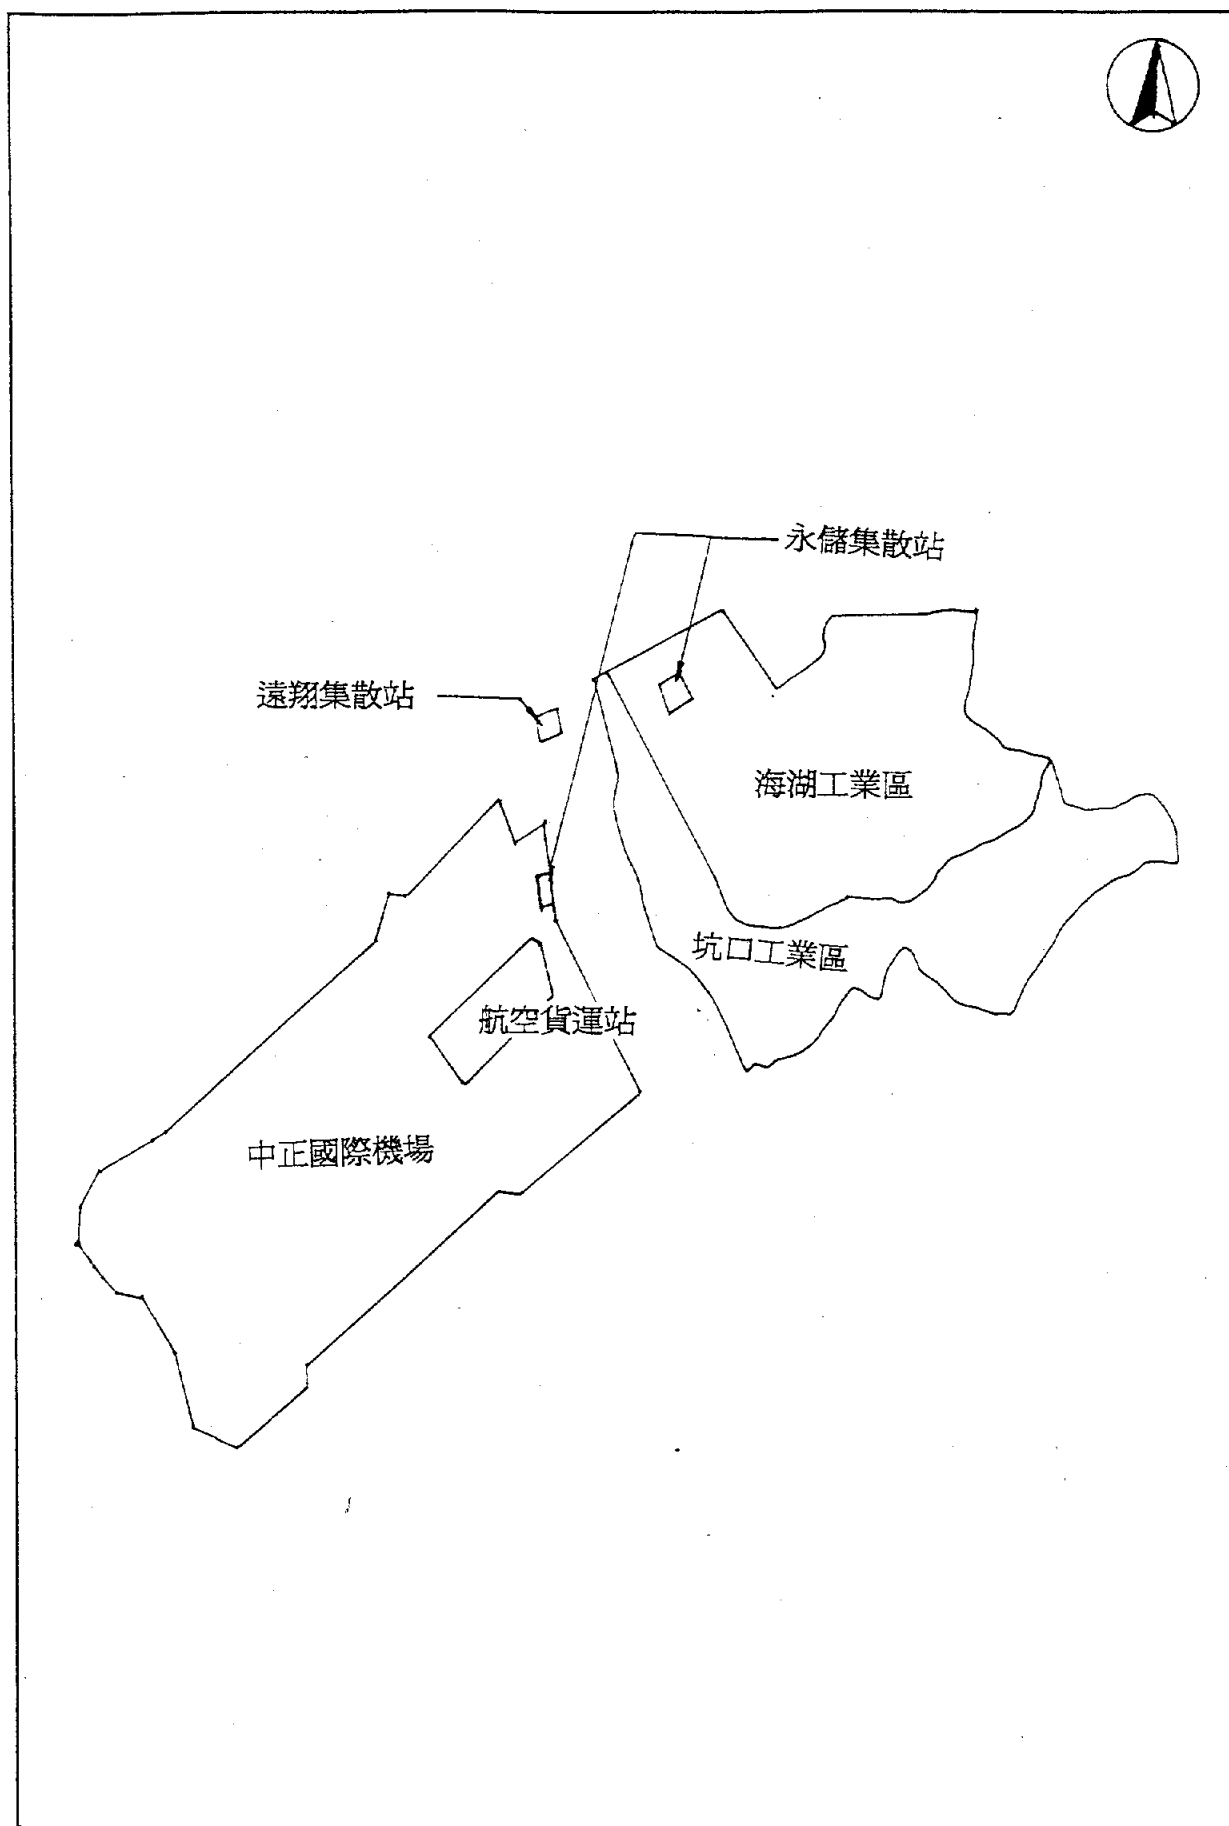 永儲集散站
遠翔集散站
海湖工業區
坑口工業區
航空貨運站
中正國際機場